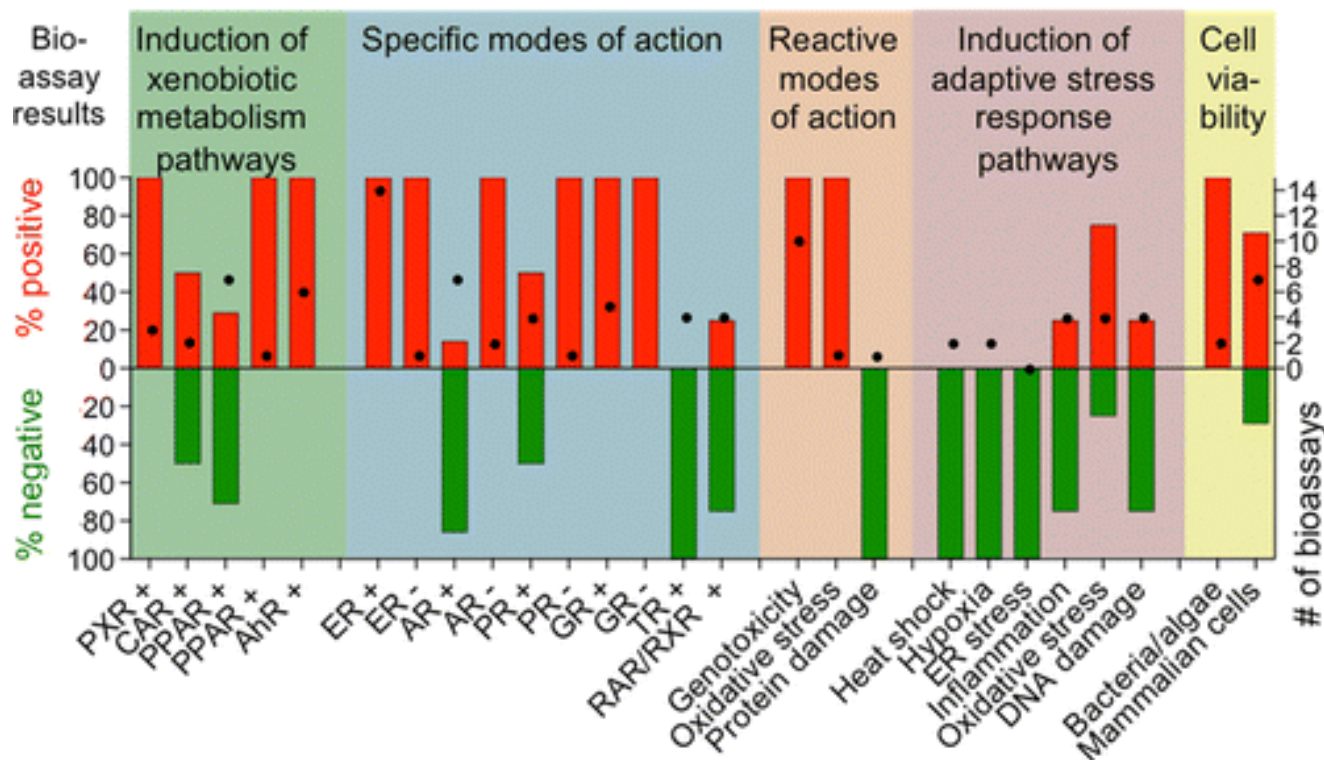 Bio-
assay
results
Induction of
xenobiotic
metabolism
pathways
Specific modes of action
Reactive
modes
of action
Induction of
adaptive stress
response
pathways
Cell
via-
bility
% positive
% negative
100
80
60
40
20
0
20
40
60
80
100
14
12
10
8
6
4
2
0
# of bioassays
PXR +
CAR +
PPAR +
PPAR +
AhR +
ER +
ER -
AR +
AR -
PR +
PR -
GR +
GR -
TR +
RAR/RXR +
Genotoxicity
Oxidative stress
Protein damage
Heat shock
Hypoxia
ER stress
Inflammation
Oxidative stress
DNA damage
Bacteria/algae
Mammalian cells